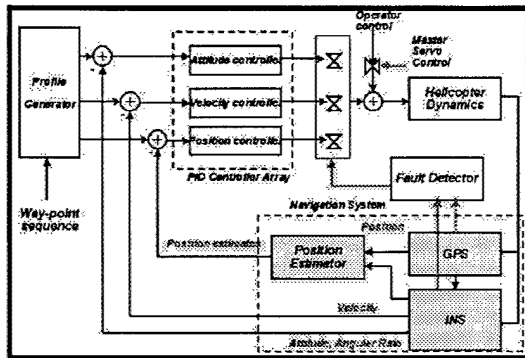 Operator
control
Master
Servo
Control
Profile
Generator
Attitude controller
Velocity controller
Position controller
PID Controller Array
Helicopter
Dynamics
Fault Detector
Way-point
sequence
Navigation System
Position
Position estimates
Position
Estimator
GPS
INS
Velocity
Attitude, Angular Rate